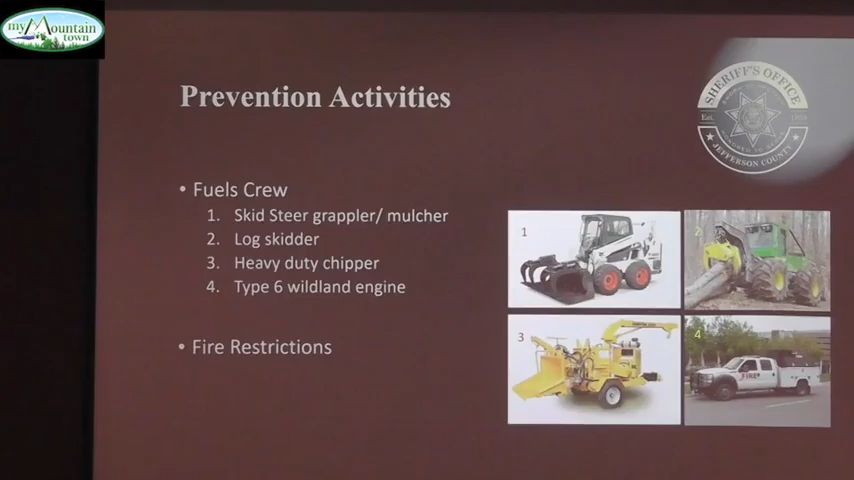 my Mountain
town
Prevention Activities
SHERIFF'S OFFICE
Est.
JEFFERSON COUNTY
• Fuels Crew
1. Skid Steer grappler/ mulcher
2. Log skidder
3. Heavy duty chipper
4. Type 6 wildland engine
• Fire Restrictions
1
2
3
4
FIRE